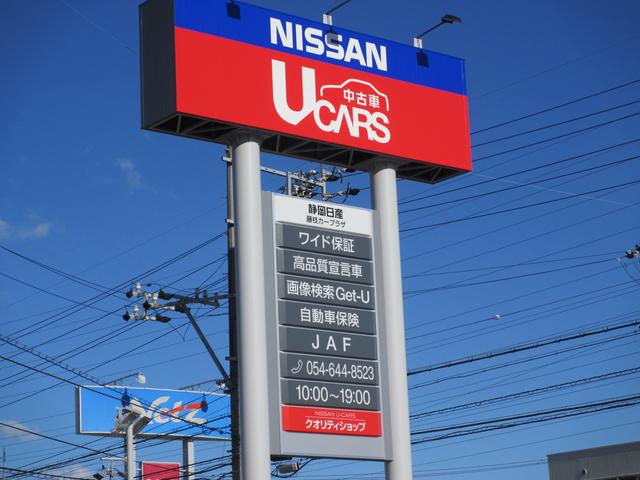 NISSAN
U CARS
中古車
静岡日産
藤枝カープラザ
ワイド保証
高品質宣言車
画像検索Get-U
自動車保険
JAF
054-644-8523
10:00～19:00
NISSAN U-CARS
クオリティショップ
Netz